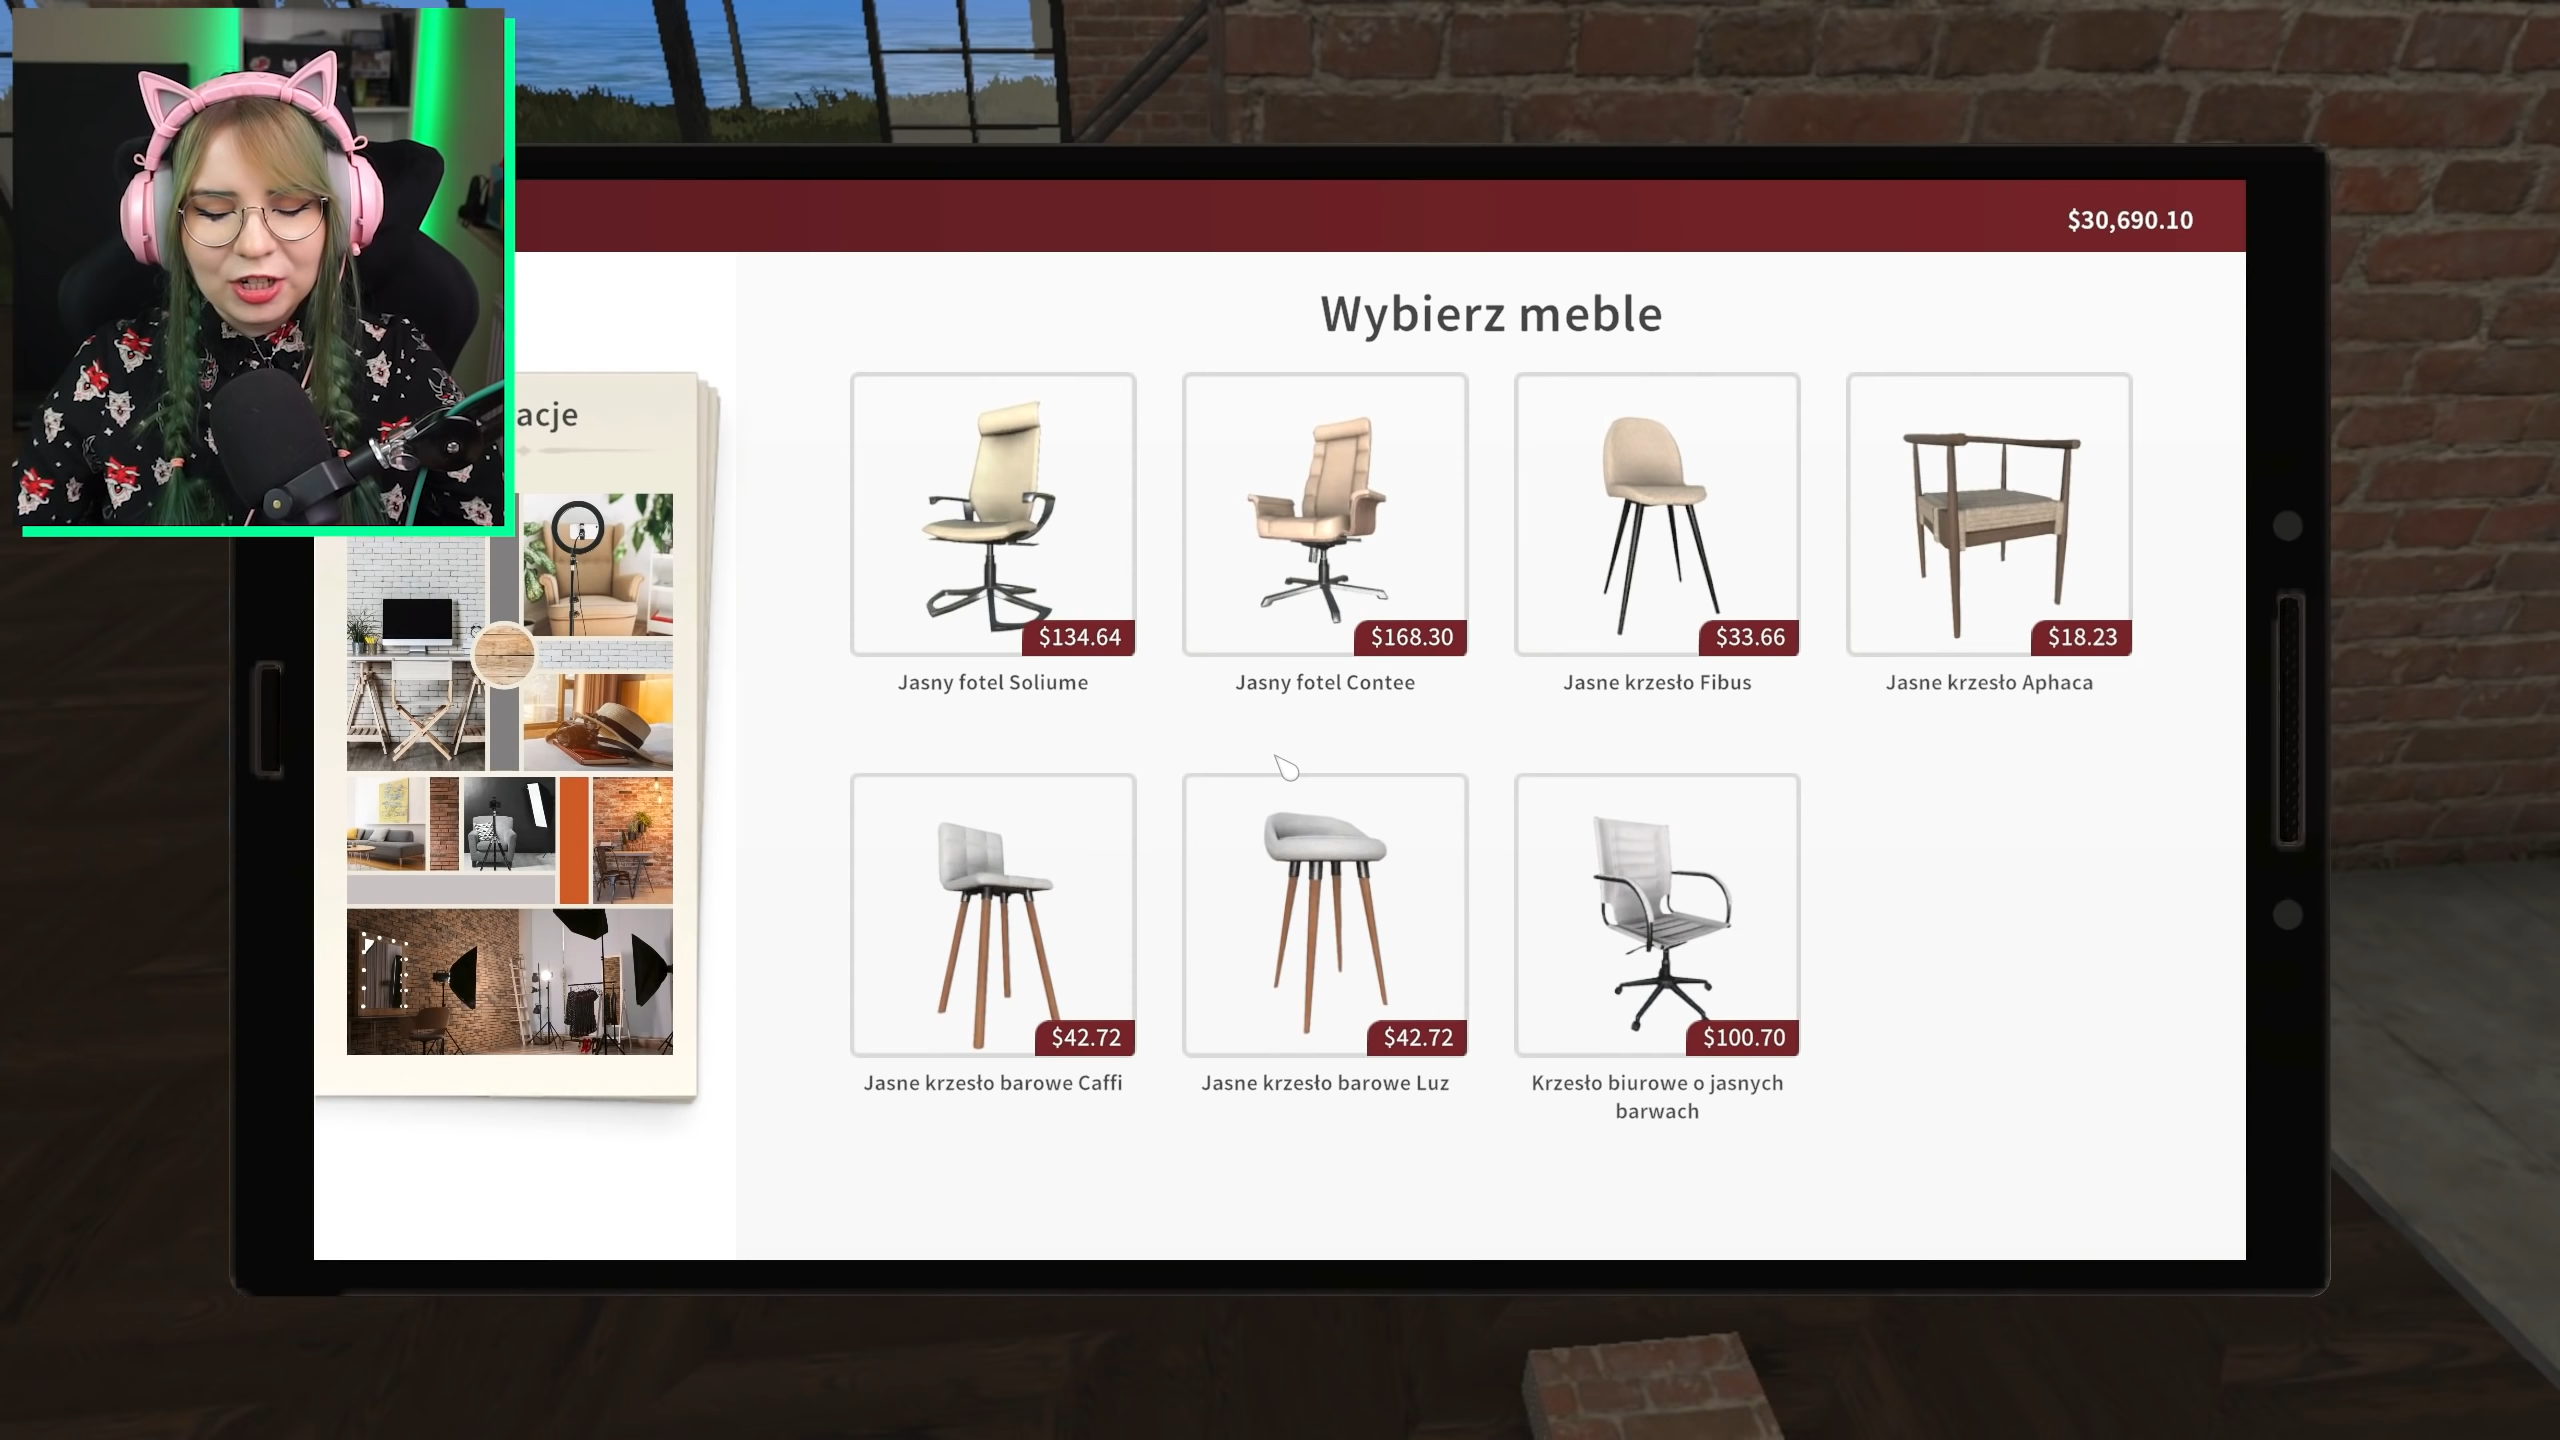 $30,690.10
Wybierz meble
acje
$134.64
$168.30
$33.66
$18.23
Jasny fotel Soliume
Jasny fotel Contee
Jasne krzesło Fibus
Jasne krzesło Aphaca
$42.72
$42.72
$100.70
Jasne krzesło barowe Caffi
Jasne krzesło barowe Luz
Krzesło biurowe o jasnych
barwach